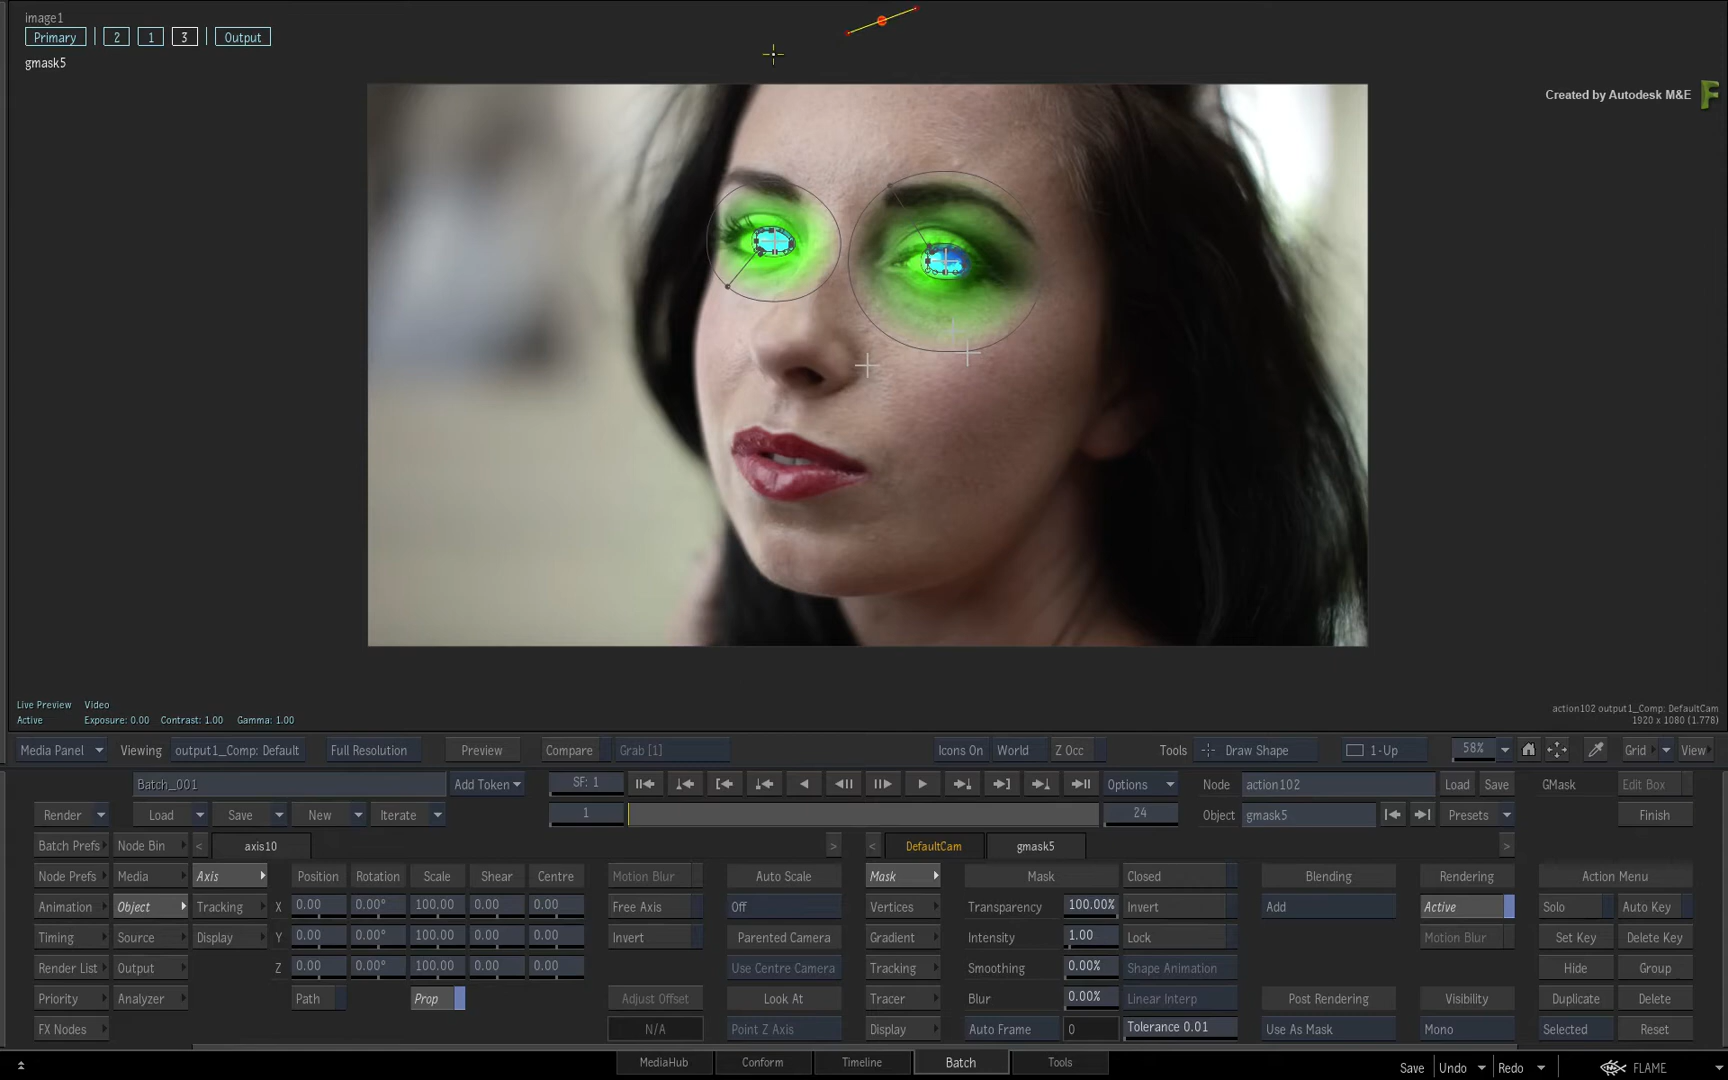 image1
Primary 2 1 3 Output
gmask5
Created by Autodesk M&E
Live Preview Video
Active Exposure: 0.00 Contrast: 1.00 Gamma: 1.00
action102 output1_Comp: DefaultCam
1920 x 1080 (1.778)
Media Panel Viewing output1_Comp: Default Full Resolution Preview Compare Grab [1] Icons On World Z Occ Tools Draw Shape 1-Up 58% Grid View
Batch_001 Add Token SF: 1 Options Node action102 Load Save GMask Edit Box
Render Load Save New Iterate 1 24 Object gmask5 Presets Finish
Batch Prefs Node Bin < axis10 > < DefaultCam gmask5 >
Node Prefs Media Axis Position Rotation Scale Shear Centre Motion Blur Auto Scale Mask Mask Closed Blending Rendering Action Menu
Animation Object Tracking X 0.00 0.00° 100.00 0.00 0.00 Free Axis Off Vertices Transparency 100.00% Invert Add Active Solo Auto Key
Timing Source Display Y 0.00 0.00° 100.00 0.00 0.00 Invert Parented Camera Gradient Intensity 1.00 Lock Motion Blur Set Key Delete Key
Render List Output Z 0.00 0.00° 100.00 0.00 0.00 Use Centre Camera Tracking Smoothing 0.00% Shape Animation Hide Group
Priority Analyzer Path Prop Adjust Offset Look At Tracer Blur 0.00% Linear Interp Post Rendering Visibility Duplicate Delete
FX Nodes N/A Point Z Axis Display Auto Frame 0 Tolerance 0.01 Use As Mask Mono Selected Reset
MediaHub Conform Timeline Batch Tools Save Undo Redo FLAME